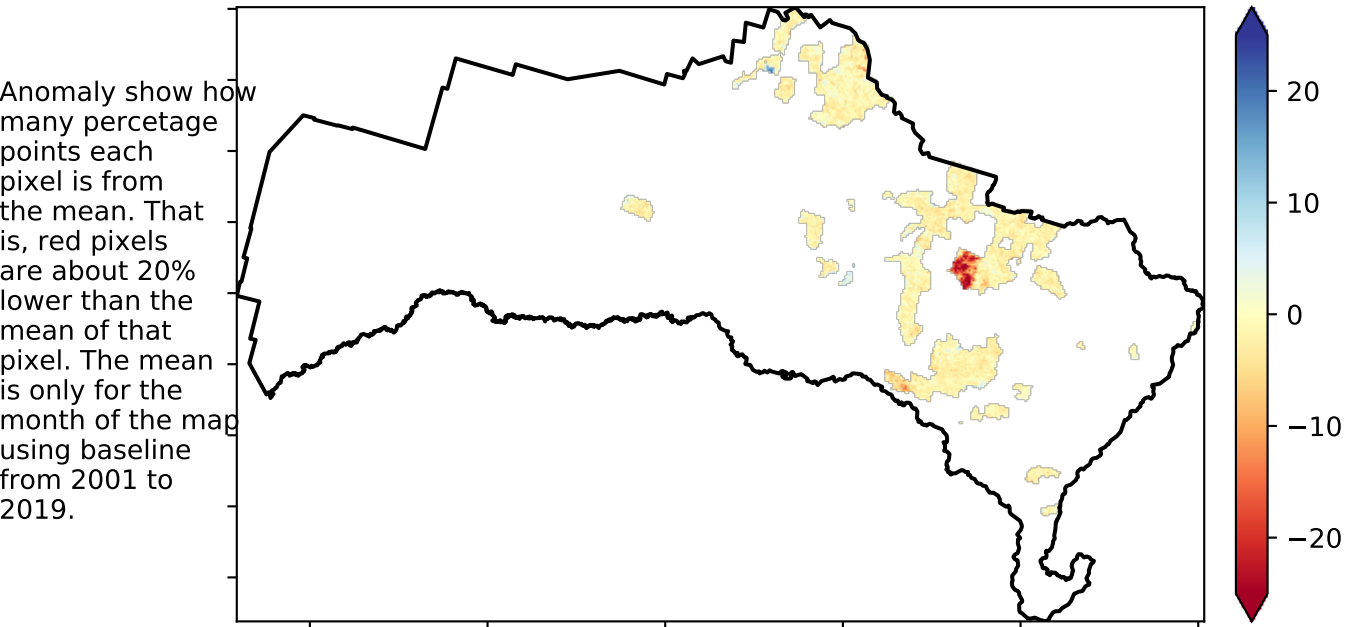 Anomaly show how
many percetage
points each
pixel is from
the mean. That
is, red pixels
are about 20%
lower than the
mean of that
pixel. The mean
is only for the
month of the map
using baseline
from 2001 to
2019.
20
10
0
−10
−20